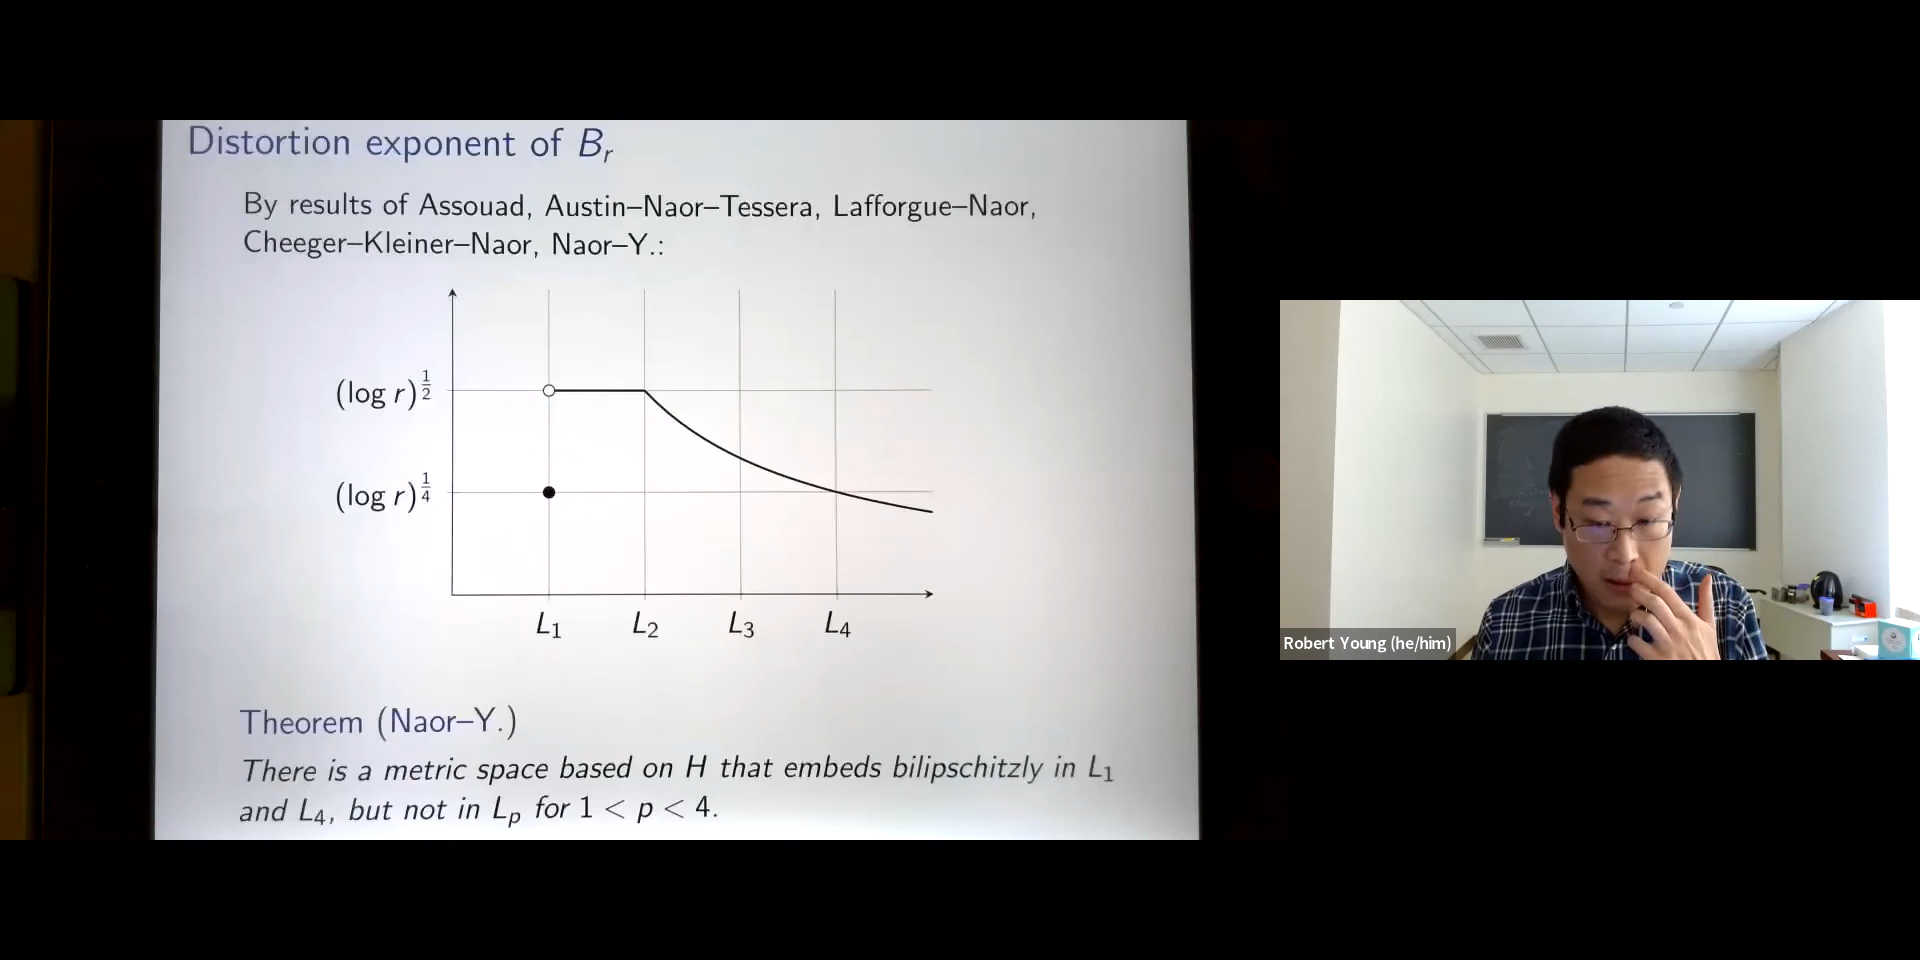 Distortion exponent of B_r
By results of Assouad, Austin–Naor–Tessera, Lafforgue–Naor,
Cheeger–Kleiner–Naor, Naor–Y.:
(log r)^{1/2}
(log r)^{1/4}
L_1 L_2 L_3 L_4
Theorem (Naor–Y.)
There is a metric space based on H that embeds bilipschitzly in L_1
and L_4, but not in L_p for 1 < p < 4.
Robert Young (he/him)